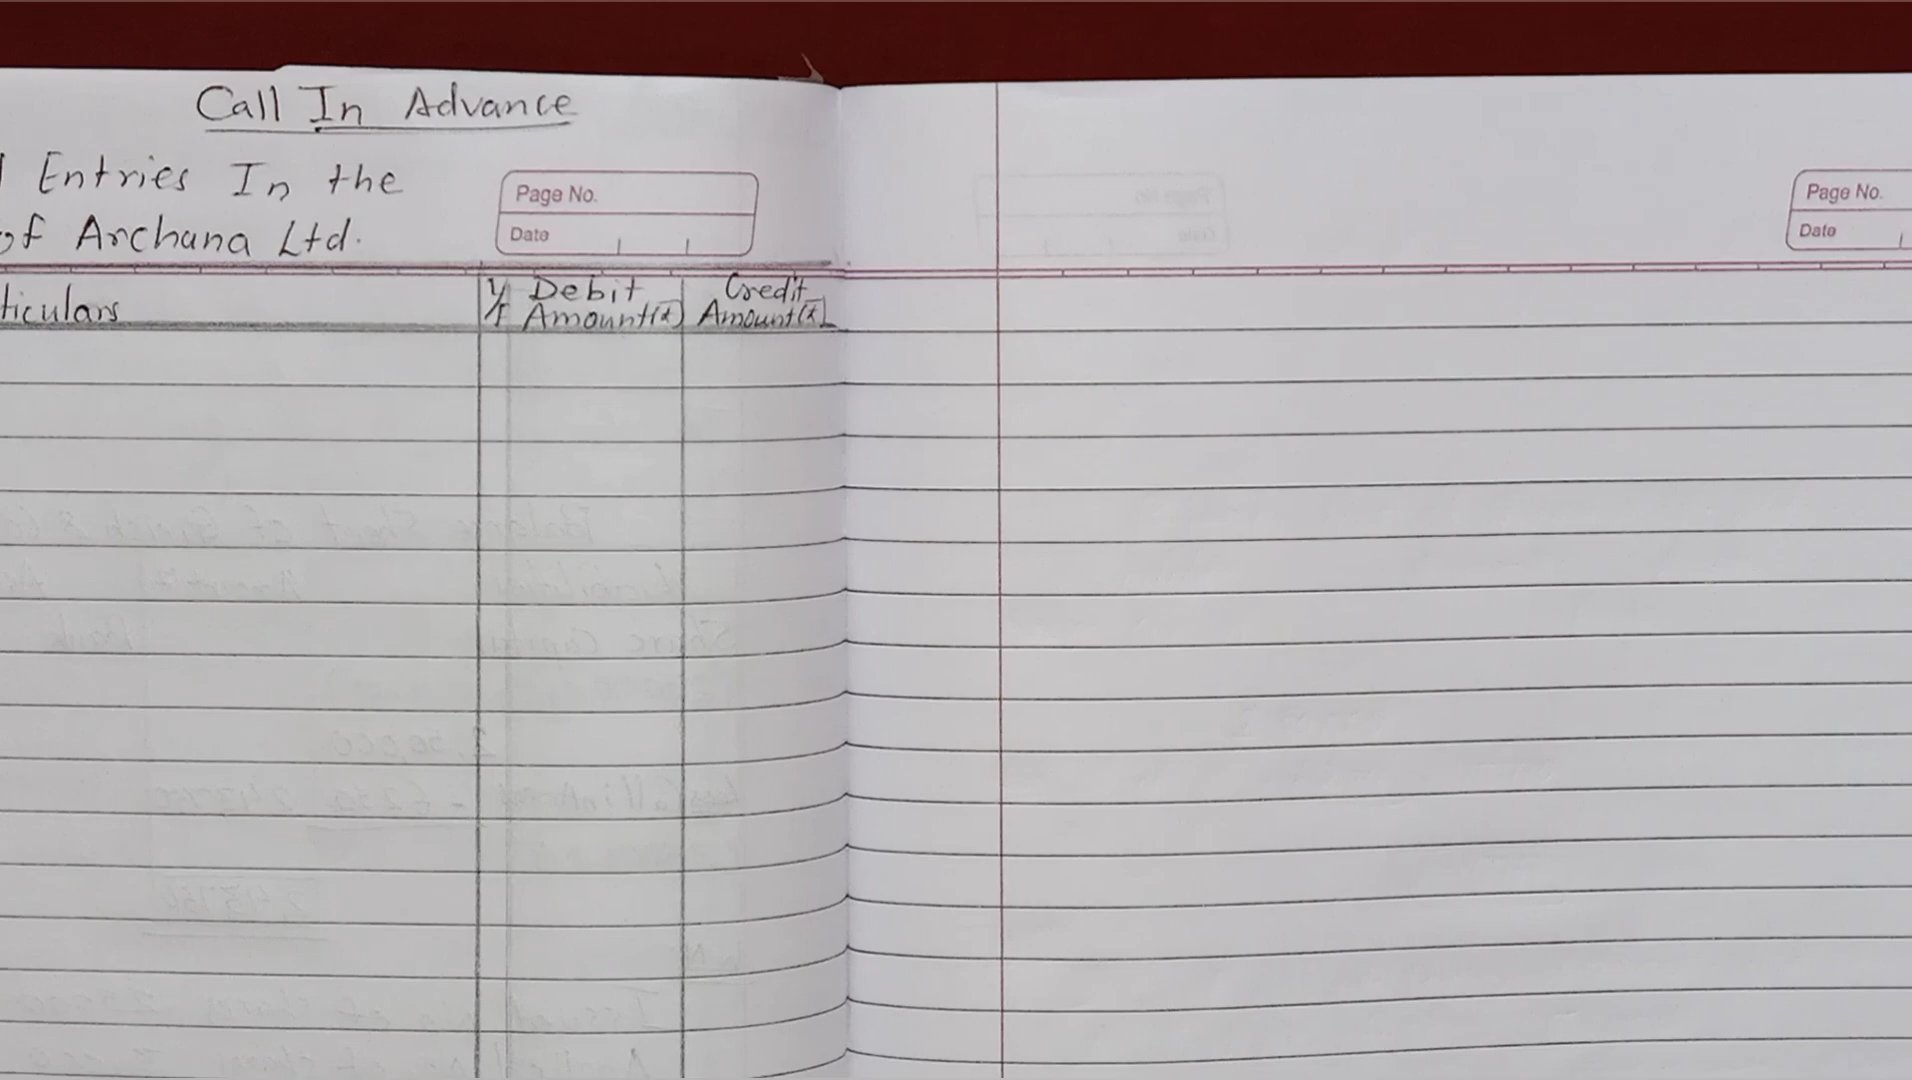 Call In Advance
Entries In the
of Archana Ltd.
Page No.
Date
Page No.
Date
ticulars
Debit Amount(₹)
Credit Amount(₹)